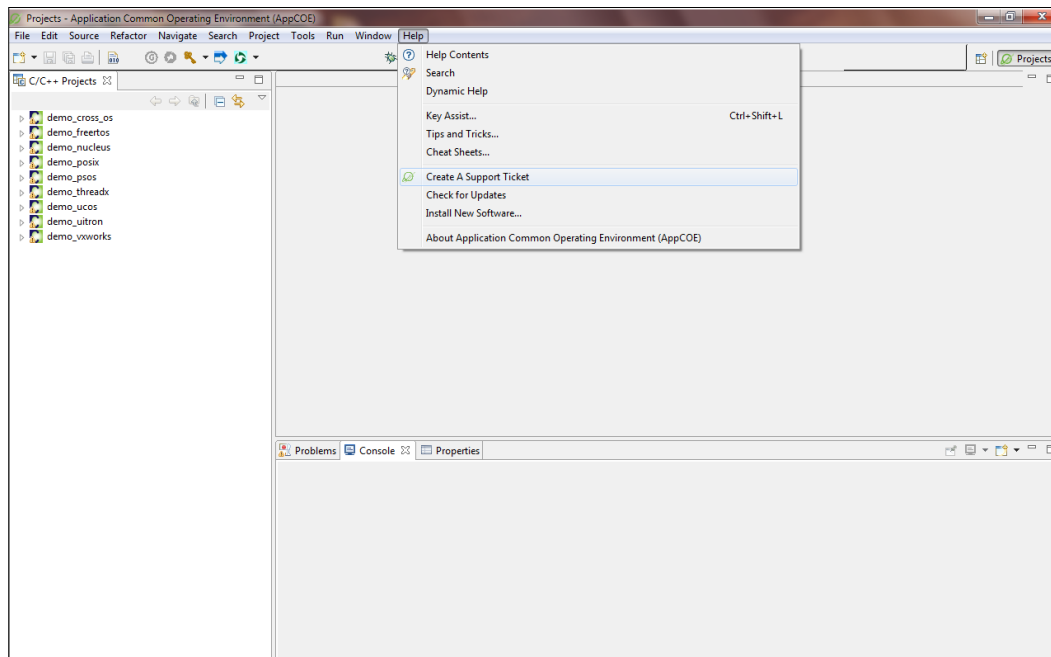 Projects - Application Common Operating Environment (AppCOE)
File Edit Source Refactor Navigate Search Project Tools Run Window Help
Projects
C/C++ Projects
demo_cross_os
demo_freertos
demo_nucleus
demo_posix
demo_psos
demo_threadx
demo_ucos
demo_uitron
demo_vxworks
Help Contents
Search
Dynamic Help
Key Assist... Ctrl+Shift+L
Tips and Tricks...
Cheat Sheets...
Create A Support Ticket
Check for Updates
Install New Software...
About Application Common Operating Environment (AppCOE)
Problems Console Properties